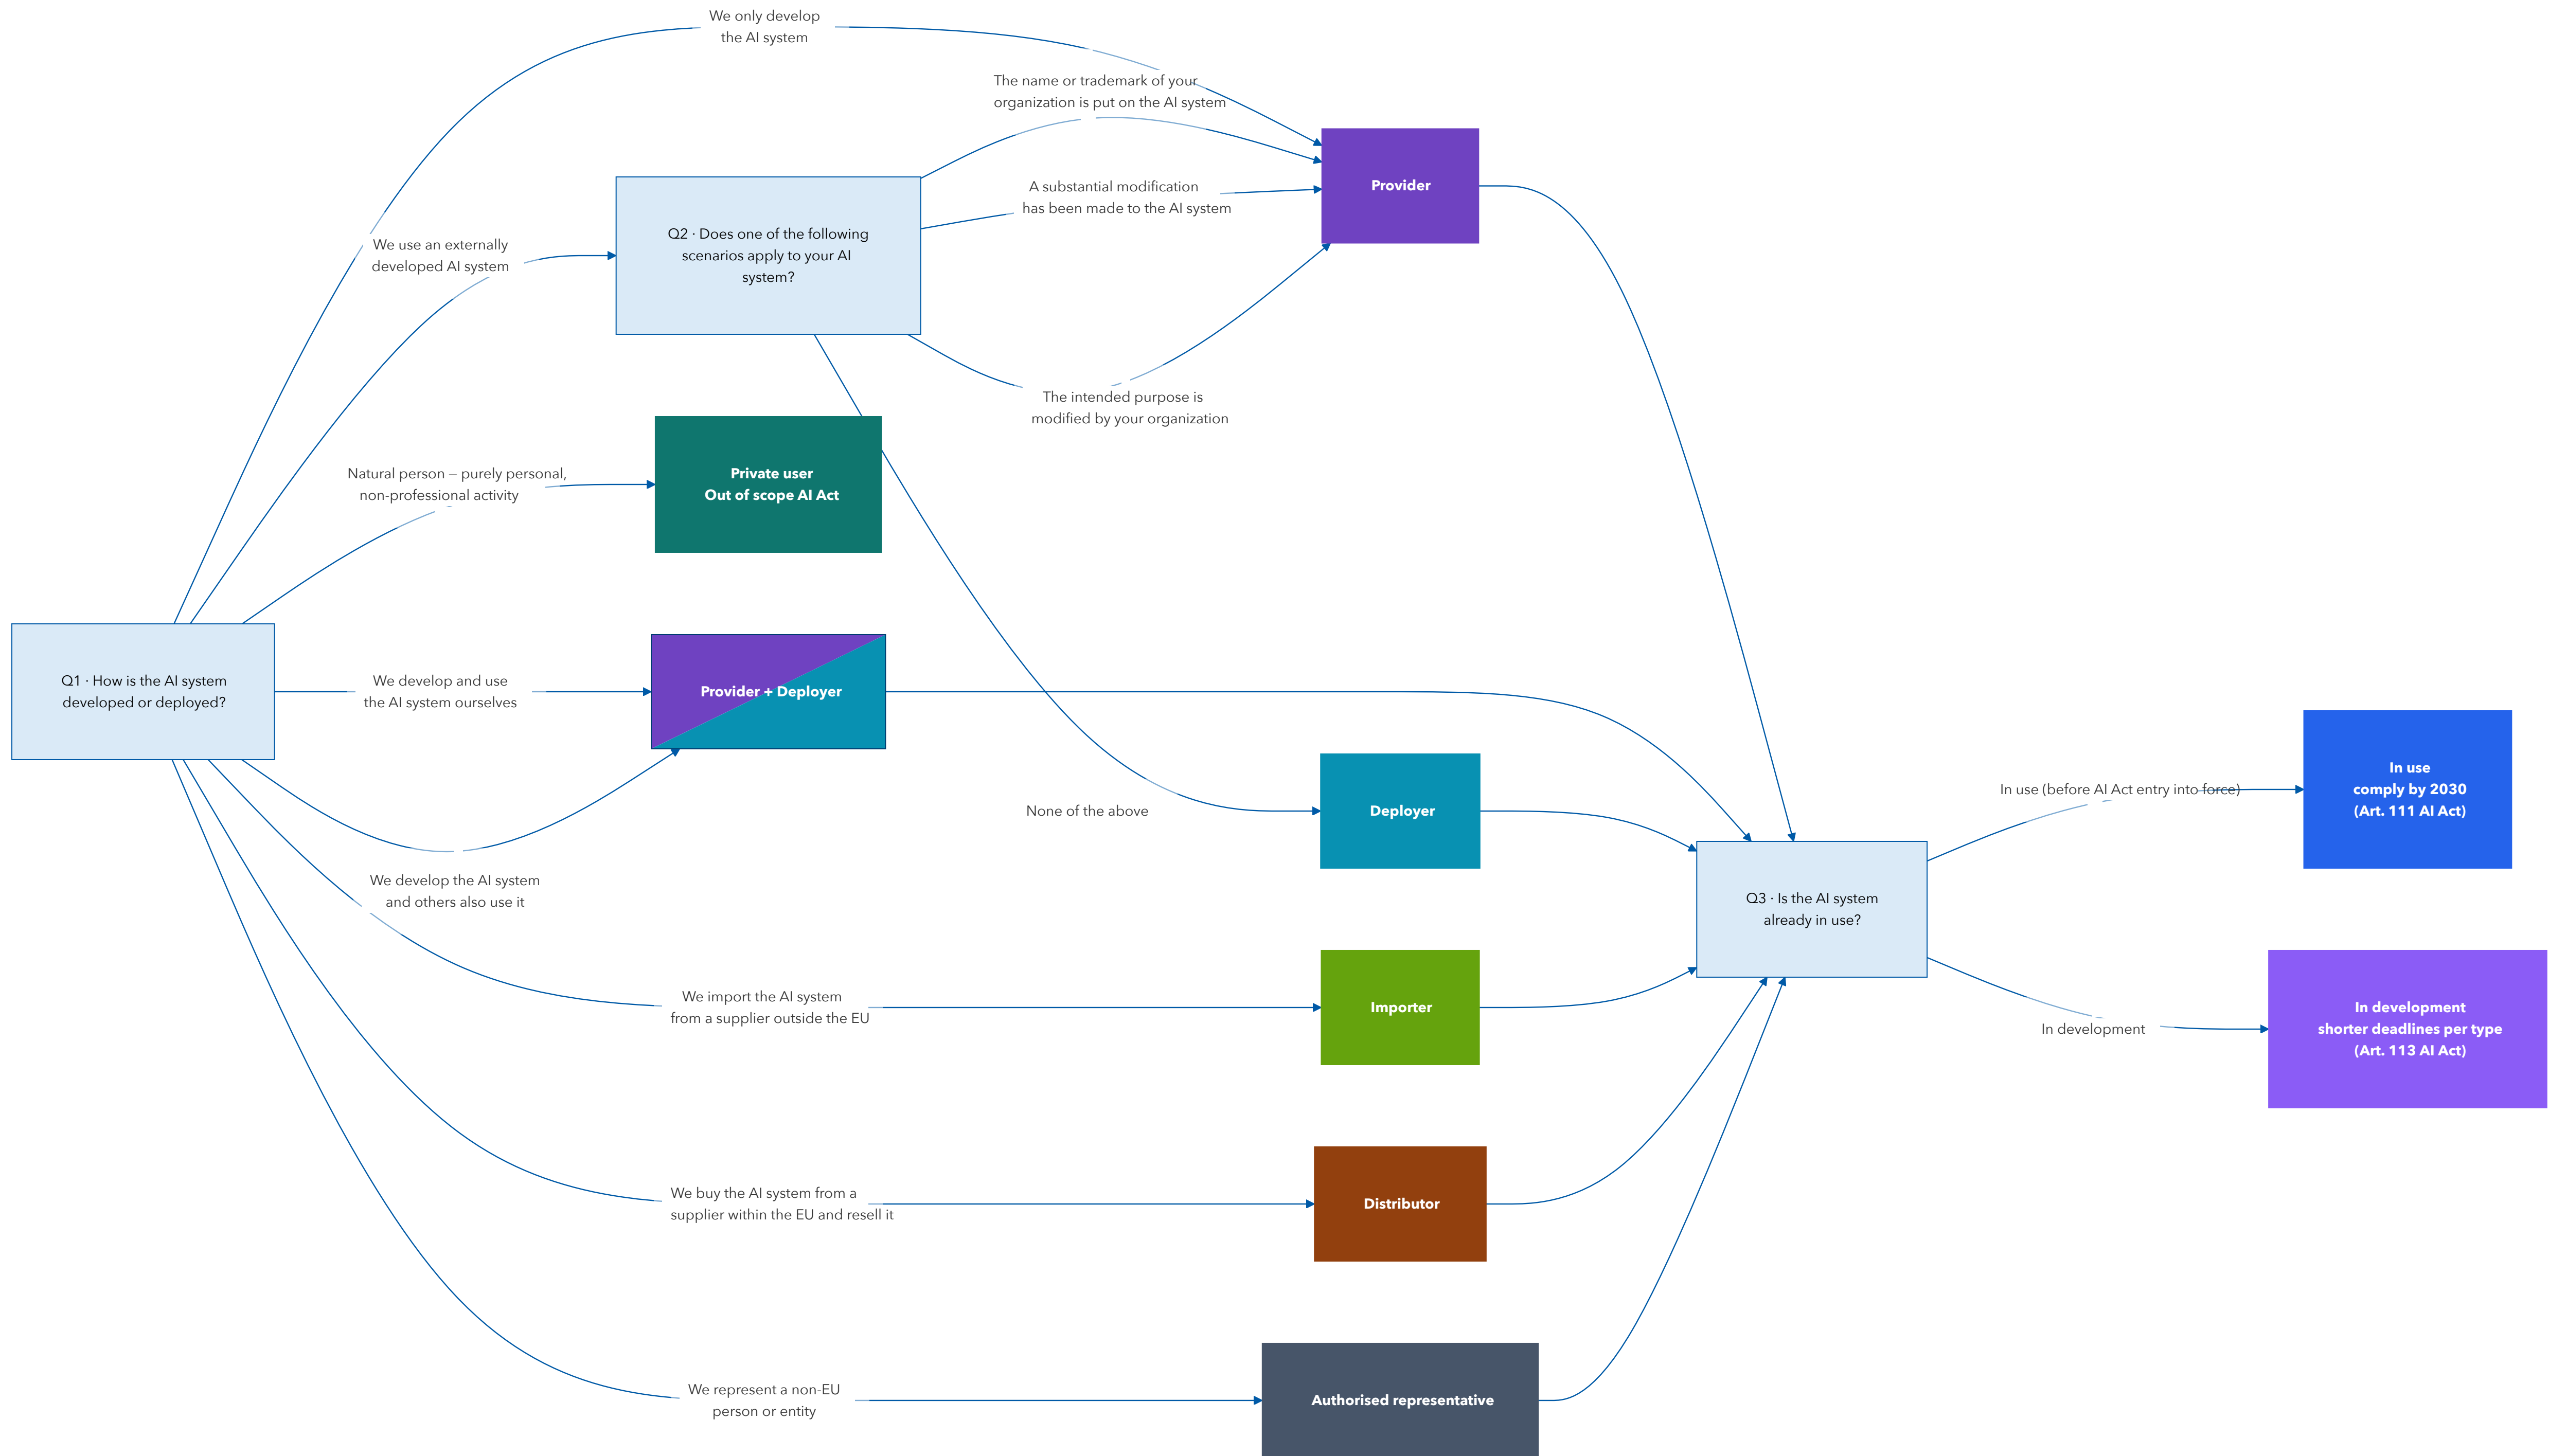 We only develop
the AI system
The name or trademark of your
organization is put on the AI system
Provider
A substantial modification
has been made to the AI system
Q2 · Does one of the following
scenarios apply to your AI
system?
We use an externally
developed AI system
The intended purpose is
modified by your organization
Natural person – purely personal,
non-professional activity
Private user
Out of scope AI Act
Q1 · How is the AI system
developed or deployed?
We develop and use
the AI system ourselves
Provider + Deployer
In use
comply by 2030
(Art. 111 AI Act)
In use (before AI Act entry into force)
None of the above
Deployer
We develop the AI system
and others also use it
Q3 · Is the AI system
already in use?
We import the AI system
from a supplier outside the EU
Importer
In development
In development
shorter deadlines per type
(Art. 113 AI Act)
We buy the AI system from a
supplier within the EU and resell it
Distributor
We represent a non-EU
person or entity
Authorised representative